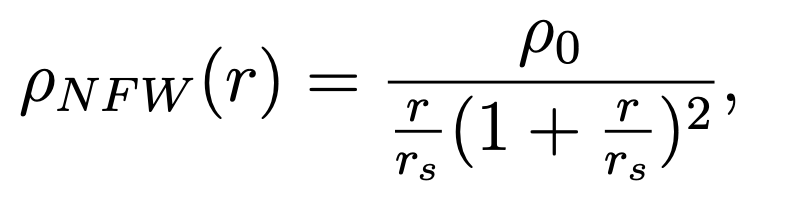 ρ_{NFW}(r) = \frac{ρ_0}{\frac{r}{r_s}(1 + \frac{r}{r_s})^2},